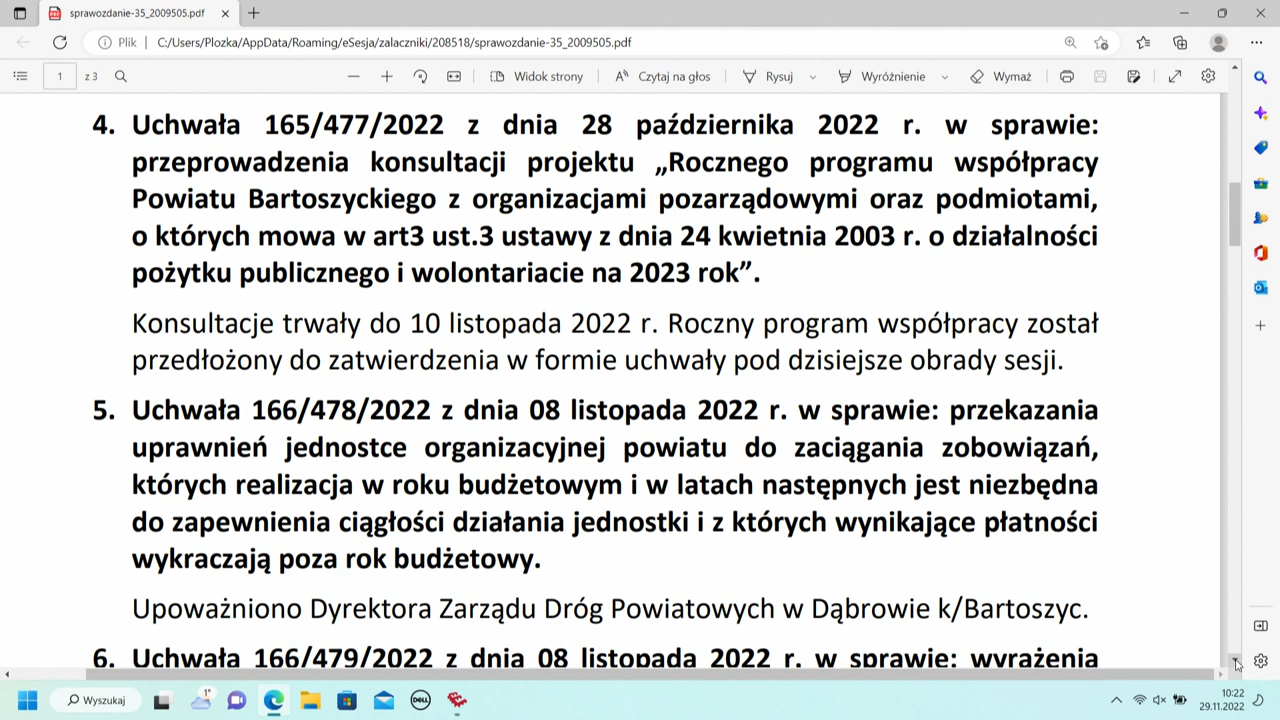 sprawozdanie-35_2009505.pdf
Plik
C:/Users/Plozka/AppData/Roaming/eSesja/zalaczniki/208518/sprawozdanie-35_2009505.pdf
1 z 3 Widok strony Czytaj na głos Rysuj Wyróżnienie Wymaż
4. Uchwała 165/477/2022 z dnia 28 października 2022 r. w sprawie:
przeprowadzenia konsultacji projektu „Rocznego programu współpracy
Powiatu Bartoszyckiego z organizacjami pozarządowymi oraz podmiotami,
o których mowa w art3 ust.3 ustawy z dnia 24 kwietnia 2003 r. o działalności
pożytku publicznego i wolontariacie na 2023 rok”.
Konsultacje trwały do 10 listopada 2022 r. Roczny program współpracy został
przedłożony do zatwierdzenia w formie uchwały pod dzisiejsze obrady sesji.
5. Uchwała 166/478/2022 z dnia 08 listopada 2022 r. w sprawie: przekazania
uprawnień jednostce organizacyjnej powiatu do zaciągania zobowiązań,
których realizacja w roku budżetowym i w latach następnych jest niezbędna
do zapewnienia ciągłości działania jednostki i z których wynikające płatności
wykraczają poza rok budżetowy.
Upoważniono Dyrektora Zarządu Dróg Powiatowych w Dąbrowie k/Bartoszyc.
6. Uchwała 166/479/2022 z dnia 08 listopada 2022 r. w sprawie: wyrażenia
Wyszukaj
1°
DELL
10:22
29.11.2022